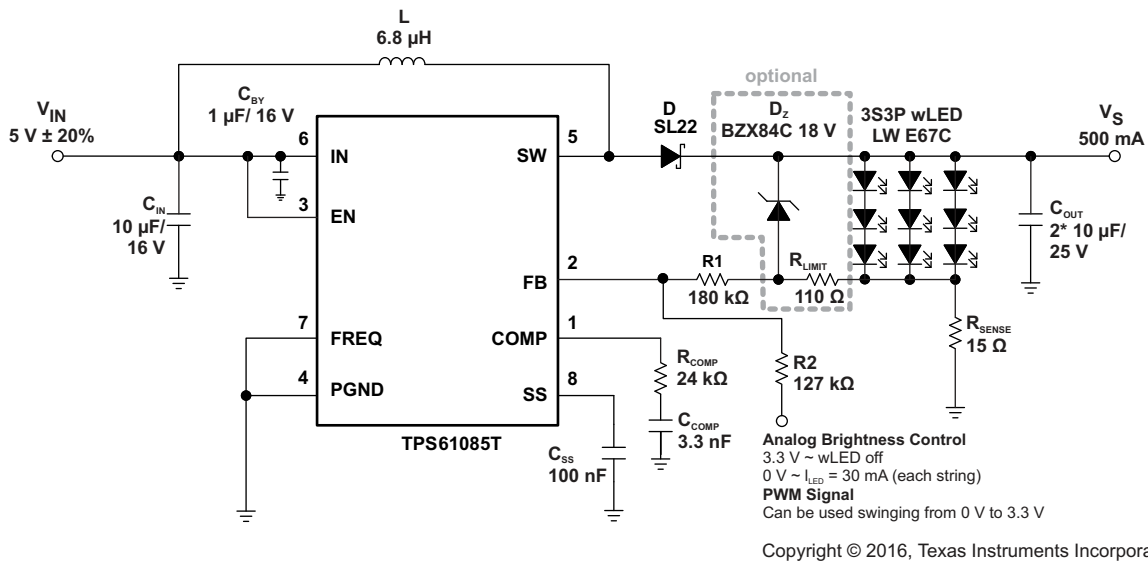 L
6.8 µH
optional
V_IN
5 V ± 20%
C_BY
1 µF/ 16 V
D
SL22
D_Z
BZX84C 18 V
3S3P wLED
LW E67C
V_S
500 mA
6
IN
5
SW
3
EN
C_IN
10 µF/
16 V
C_OUT
2* 10 µF/
25 V
2
FB
R1
180 kΩ
R_LIMIT
110 Ω
7
FREQ
1
COMP
R_SENSE
15 Ω
4
PGND
8
SS
R_COMP
24 kΩ
R2
127 kΩ
C_COMP
3.3 nF
TPS61085T
C_SS
100 nF
Analog Brightness Control
3.3 V ~ wLED off
0 V ~ I_LED = 30 mA (each string)
PWM Signal
Can be used swinging from 0 V to 3.3 V
Copyright © 2016, Texas Instruments Incorpora